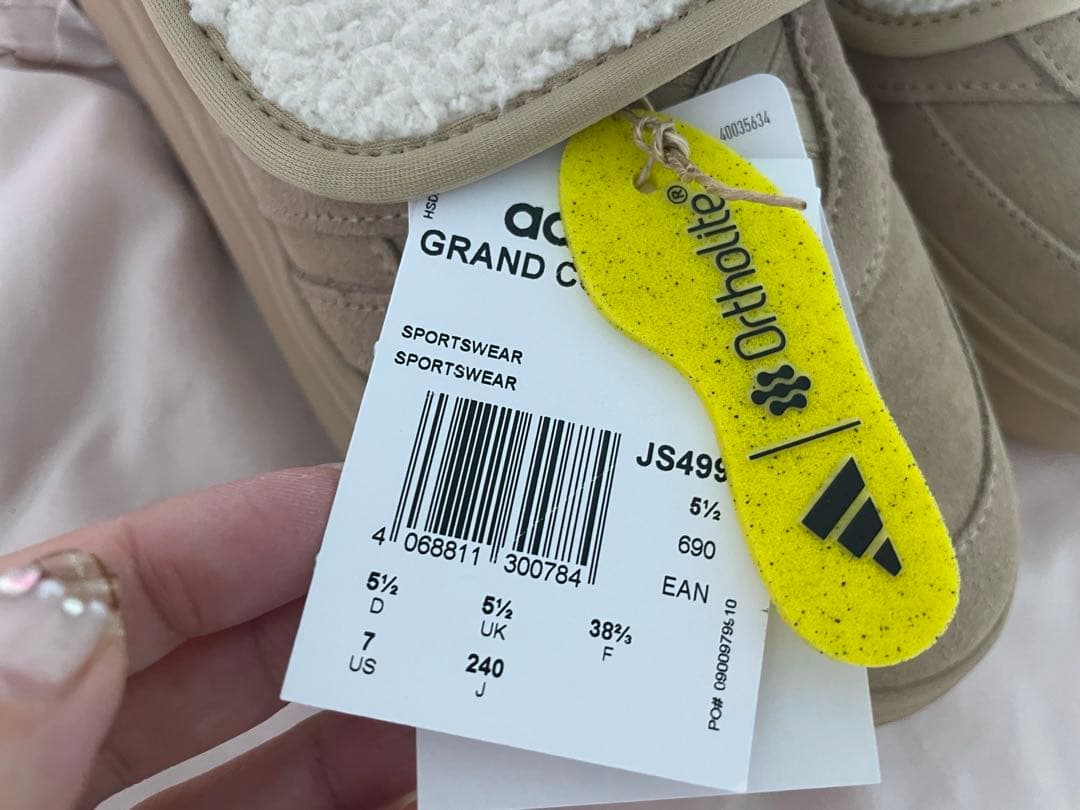 40035634
HSD
ad
GRAND C
SPORTSWEAR
SPORTSWEAR
JS499
5½
690
EAN
4 068811 300784
5½
D
5½
UK
38⅔
F
7
US
240
J
PO# 0900979510
Ortholite®